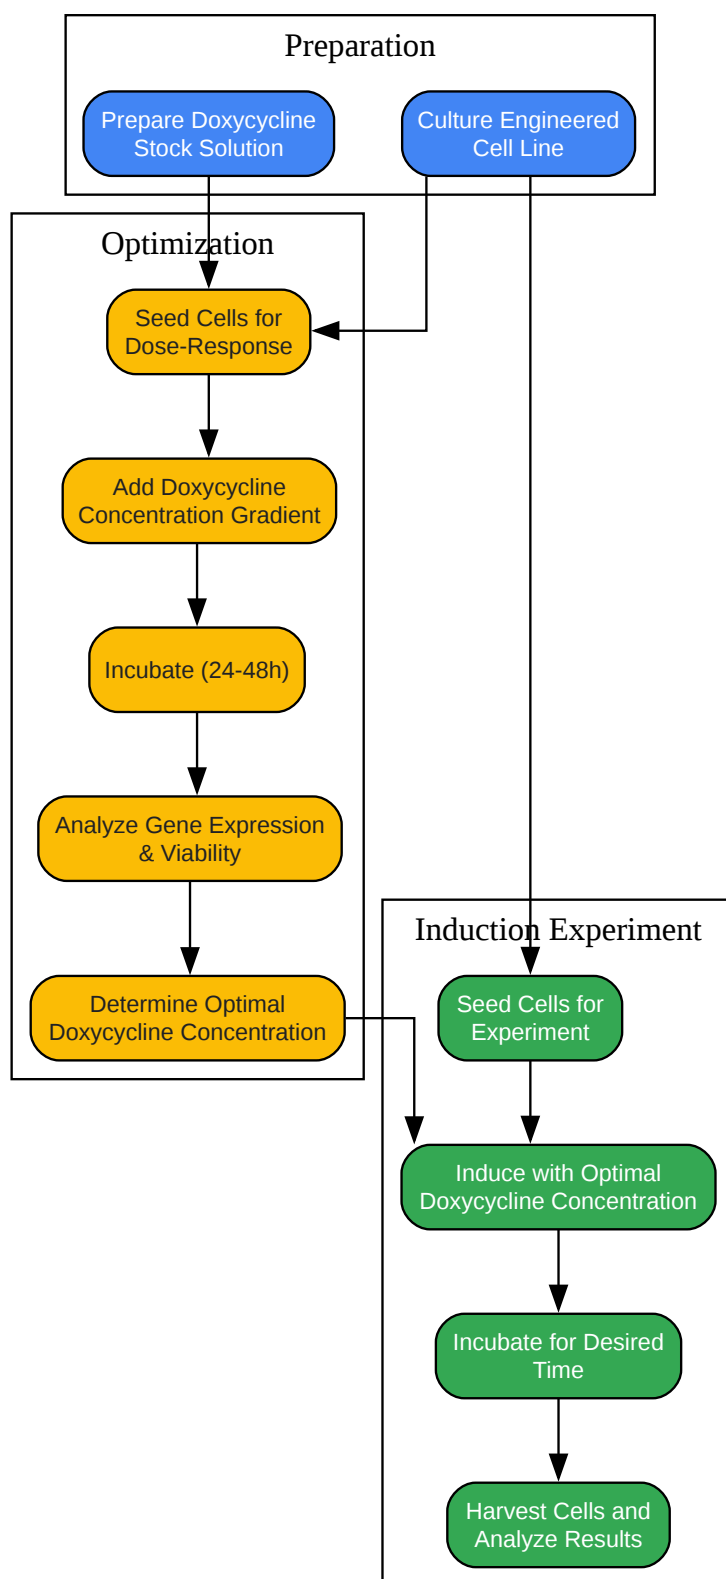 Preparation
Prepare Doxycycline
Stock Solution
Culture Engineered
Cell Line
Optimization
Seed Cells for
Dose-Response
Add Doxycycline
Concentration Gradient
Incubate (24-48h)
Analyze Gene Expression
& Viability
Determine Optimal
Doxycycline Concentration
Induction Experiment
Seed Cells for
Experiment
Induce with Optimal
Doxycycline Concentration
Incubate for Desired
Time
Harvest Cells and
Analyze Results